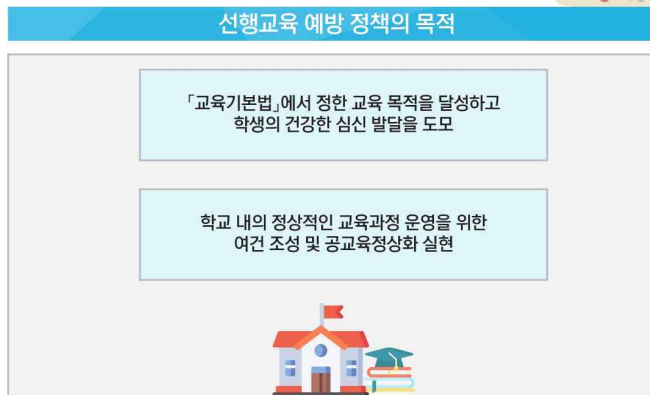 선행교육 예방 정책의 목적
「교육기본법」에서 정한 교육 목적을 달성하고
학생의 건강한 심신 발달을 도모
학교 내의 정상적인 교육과정 운영을 위한
여건 조성 및 공교육정상화 실현